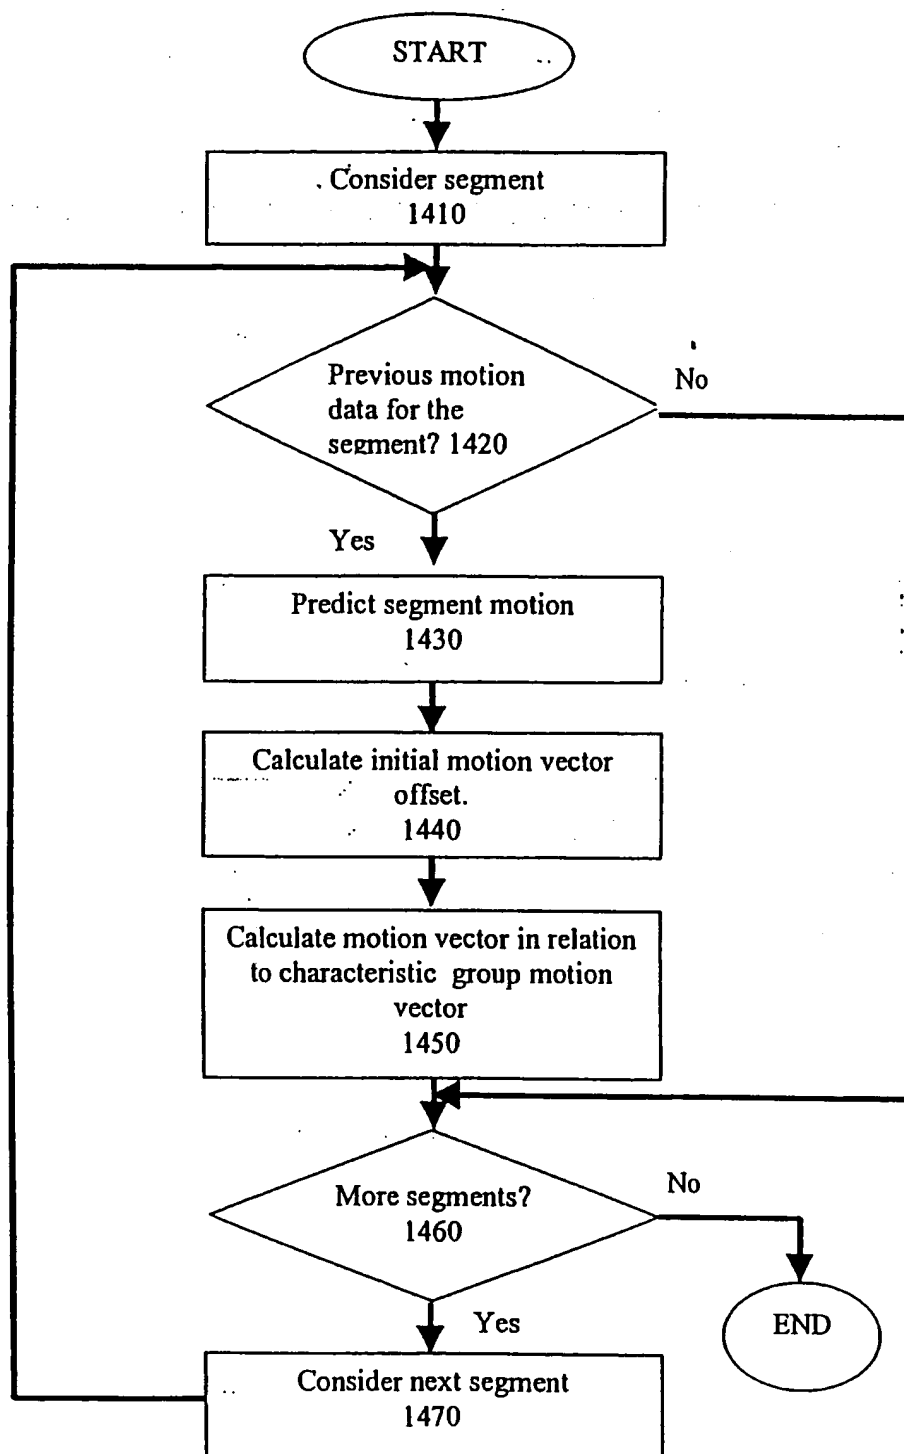 START
Consider segment
1410
Previous motion
data for the
segment? 1420
No
Yes
Predict segment motion
1430
Calculate initial motion vector
offset.
1440
Calculate motion vector in relation
to characteristic group motion
vector
1450
More segments?
1460
No
Yes
END
Consider next segment
1470